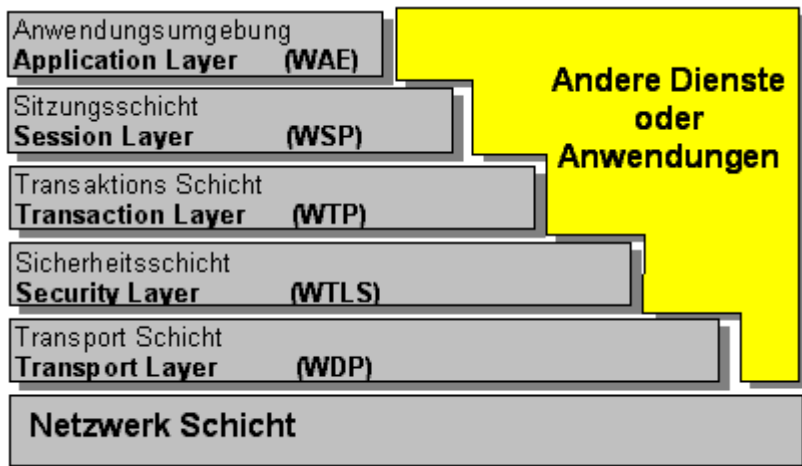 Anwendungsumgebung
Application Layer (WAE)
Sitzungsschicht
Session Layer (WSP)
Transaktions Schicht
Transaction Layer (WTP)
Sicherheitsschicht
Security Layer (WTLS)
Transport Schicht
Transport Layer (WDP)
Netzwerk Schicht
Andere Dienste
oder
Anwendungen